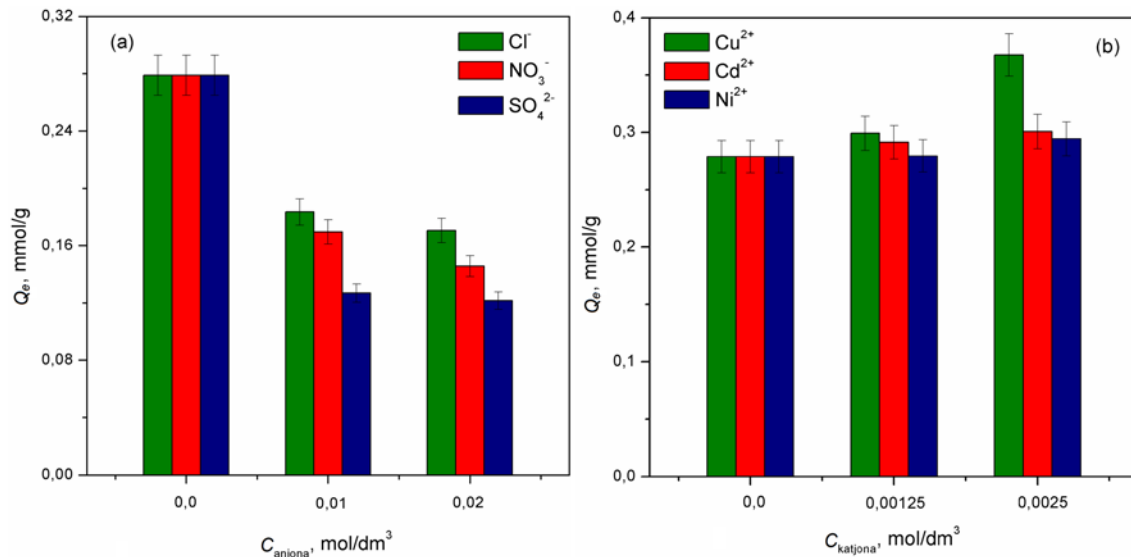 (a)
Cl⁻
NO₃⁻
SO₄²⁻
0,32
0,24
0,16
0,08
0,00
Qₑ, mmol/g
0,0
0,01
0,02
C_aniona, mol/dm³
(b)
Cu²⁺
Cd²⁺
Ni²⁺
0,4
0,3
0,2
0,1
0,0
Qₑ, mmol/g
0,0
0,00125
0,0025
C_katjona, mol/dm³